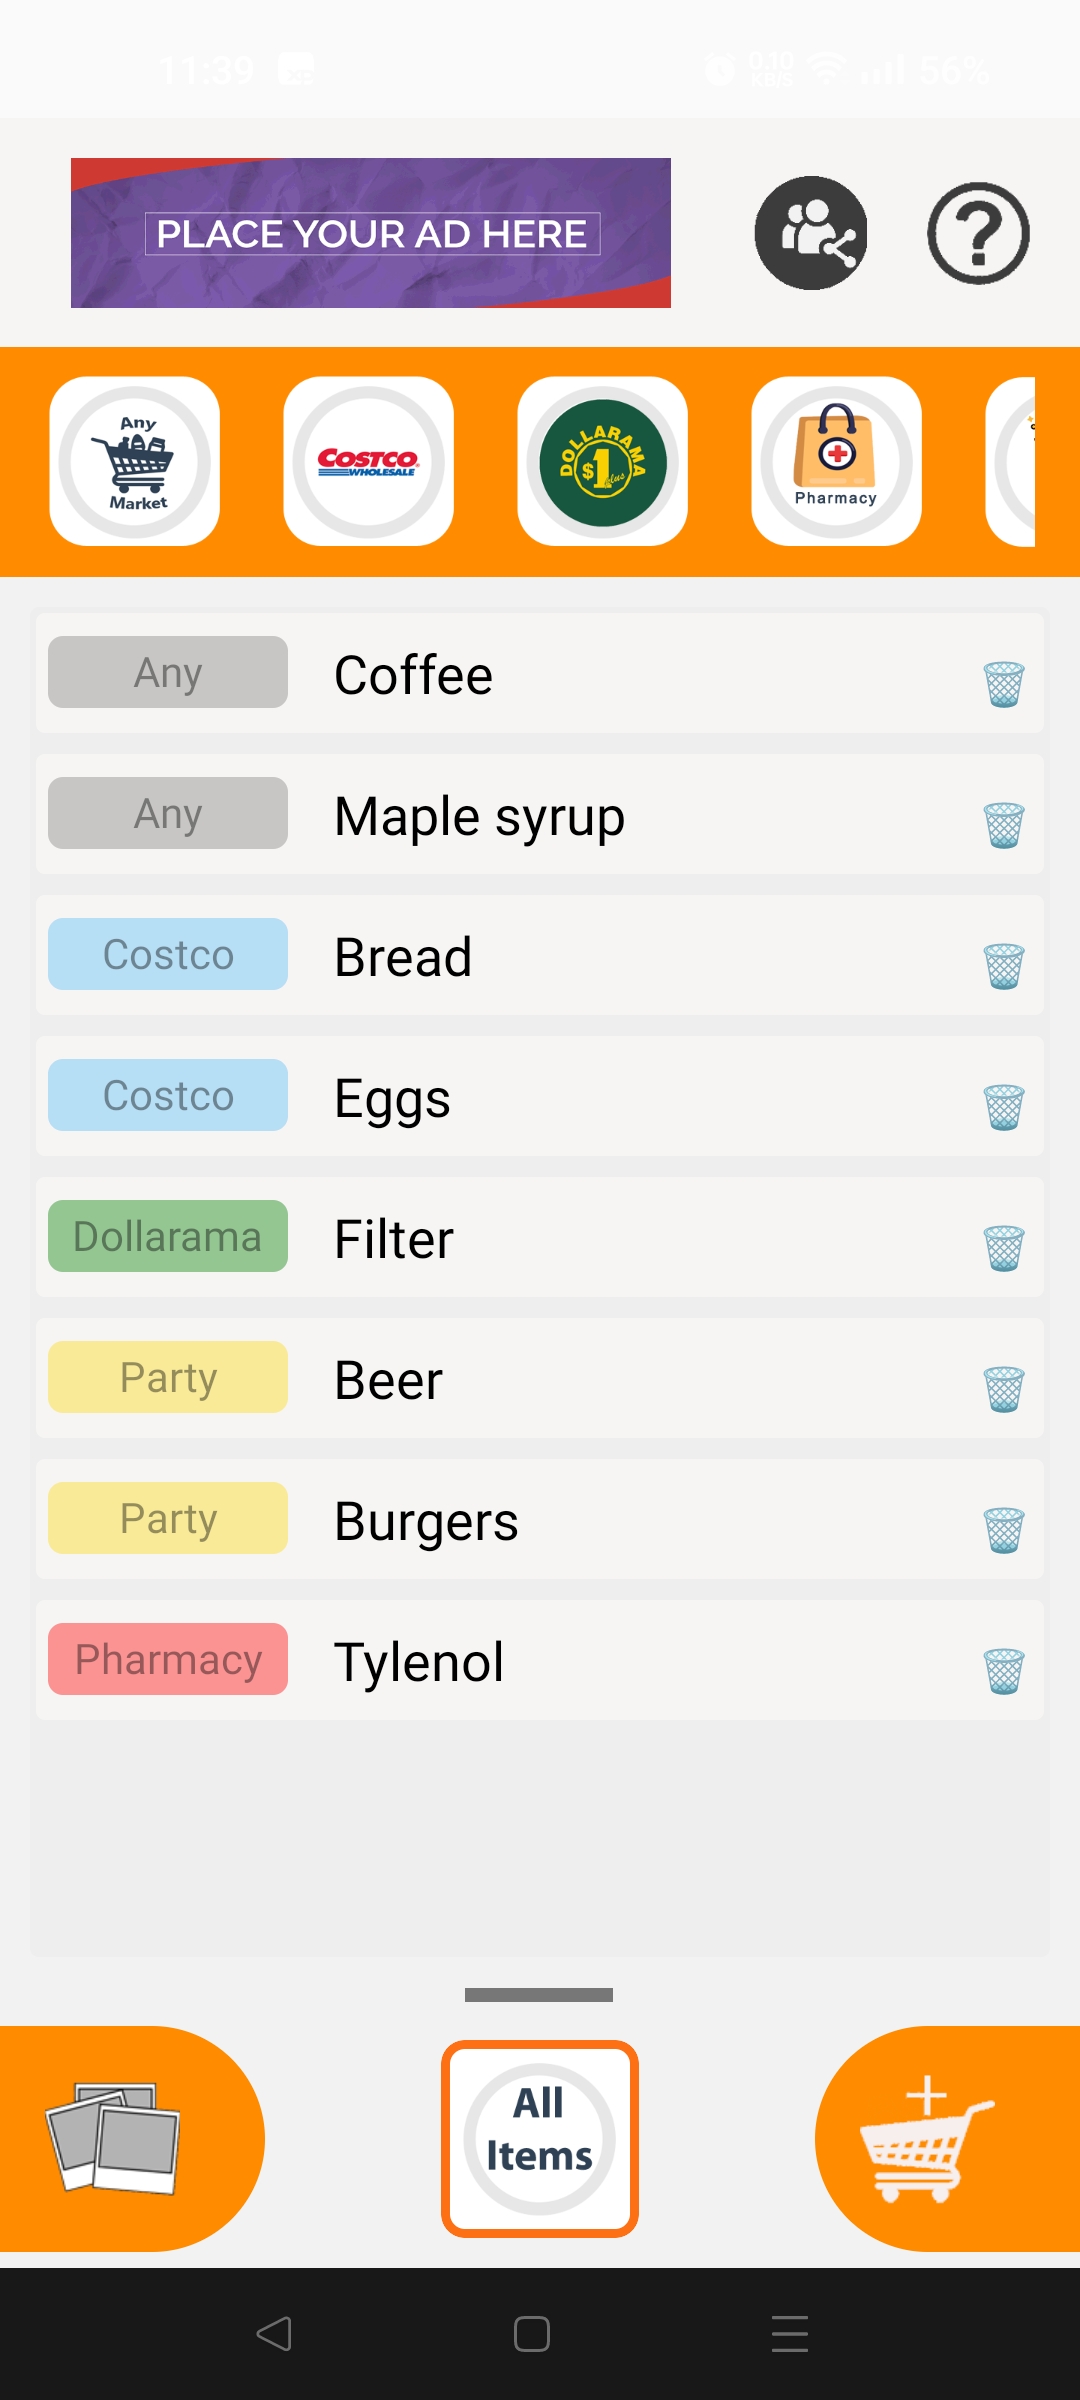 11:39
0.10
KB/S
56%
PLACE YOUR AD HERE
Any
Market
COSTCO
WHOLESALE
DOLLARAMA
$1 plus
Pharmacy
Any
Coffee
Any
Maple syrup
Costco
Bread
Costco
Eggs
Dollarama
Filter
Party
Beer
Party
Burgers
Pharmacy
Tylenol
All
Items